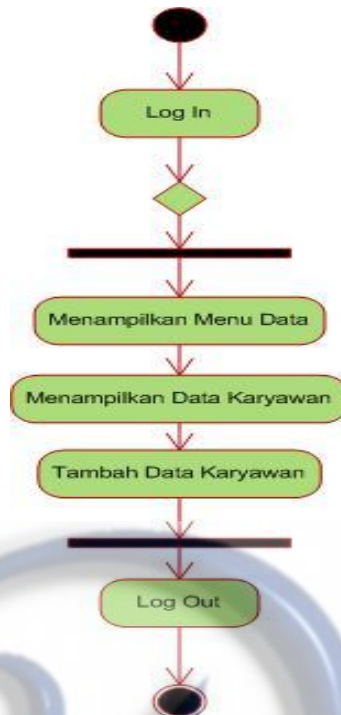 Log In
Menampilkan Menu Data
Menampilkan Data Karyawan
Tambah Data Karyawan
Log Out